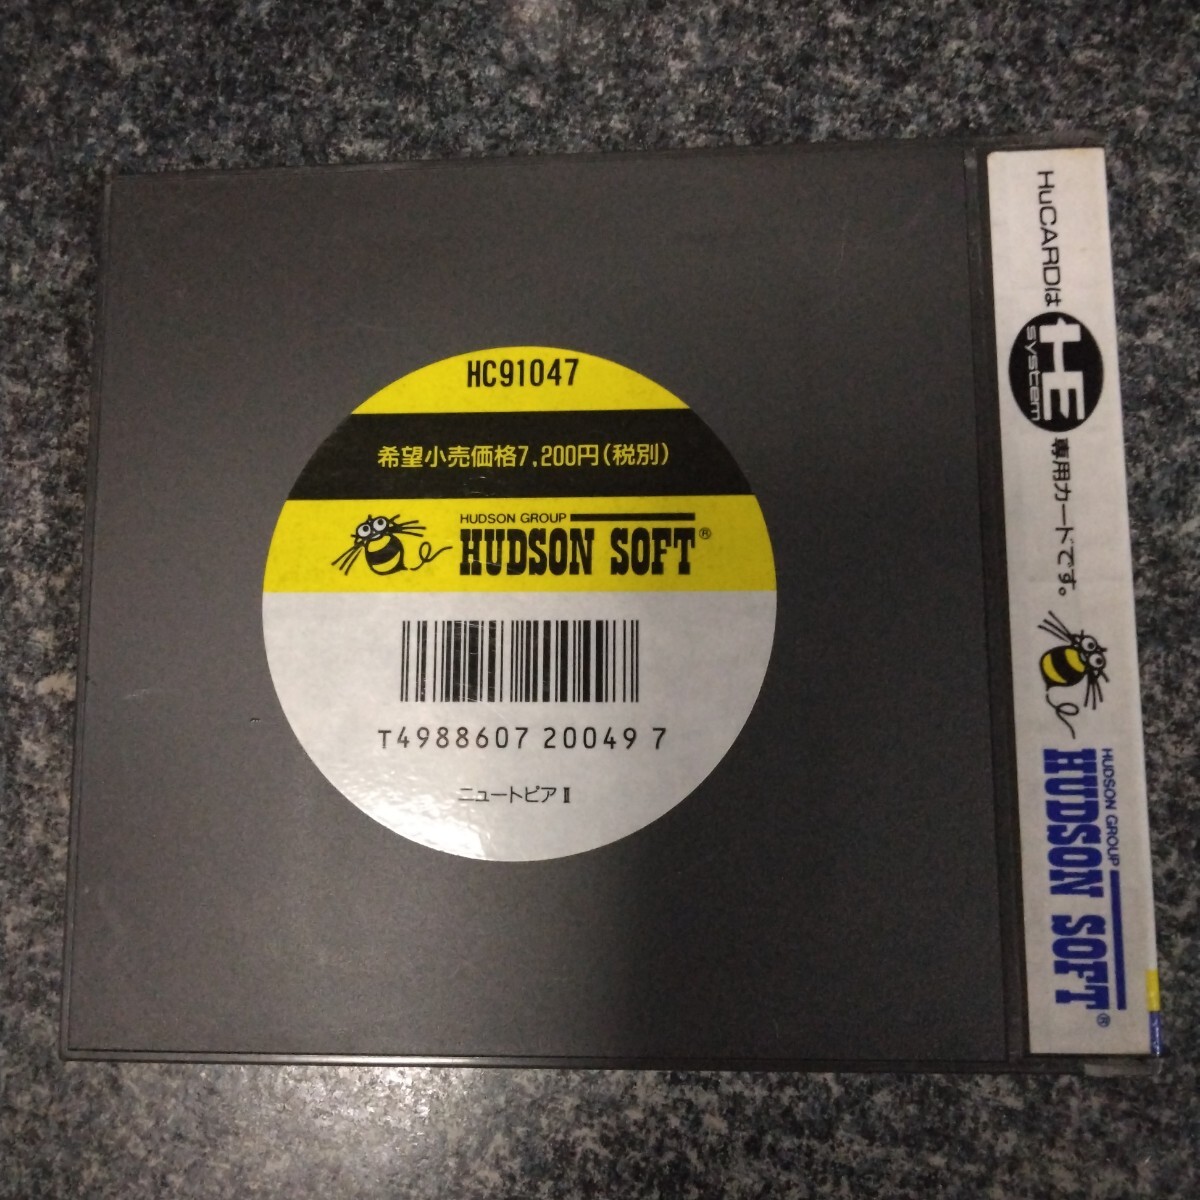 HC91047
希望小売価格7,200円(税別)
HUDSON GROUP
HUDSON SOFT®
T4988607 20049 7
ニュートピア II
HuCARDは HE system 専用カードです。
HUDSON GROUP
HUDSON SOFT®